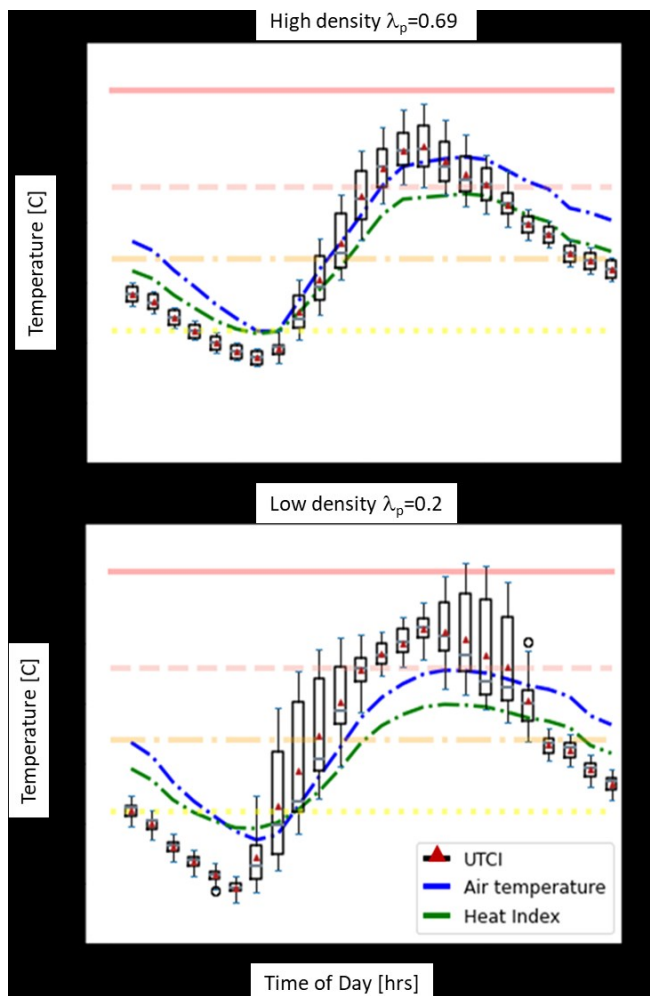 High density λp=0.69
Temperature [C]
Low density λp=0.2
Temperature [C]
UTCI
Air temperature
Heat Index
Time of Day [hrs]